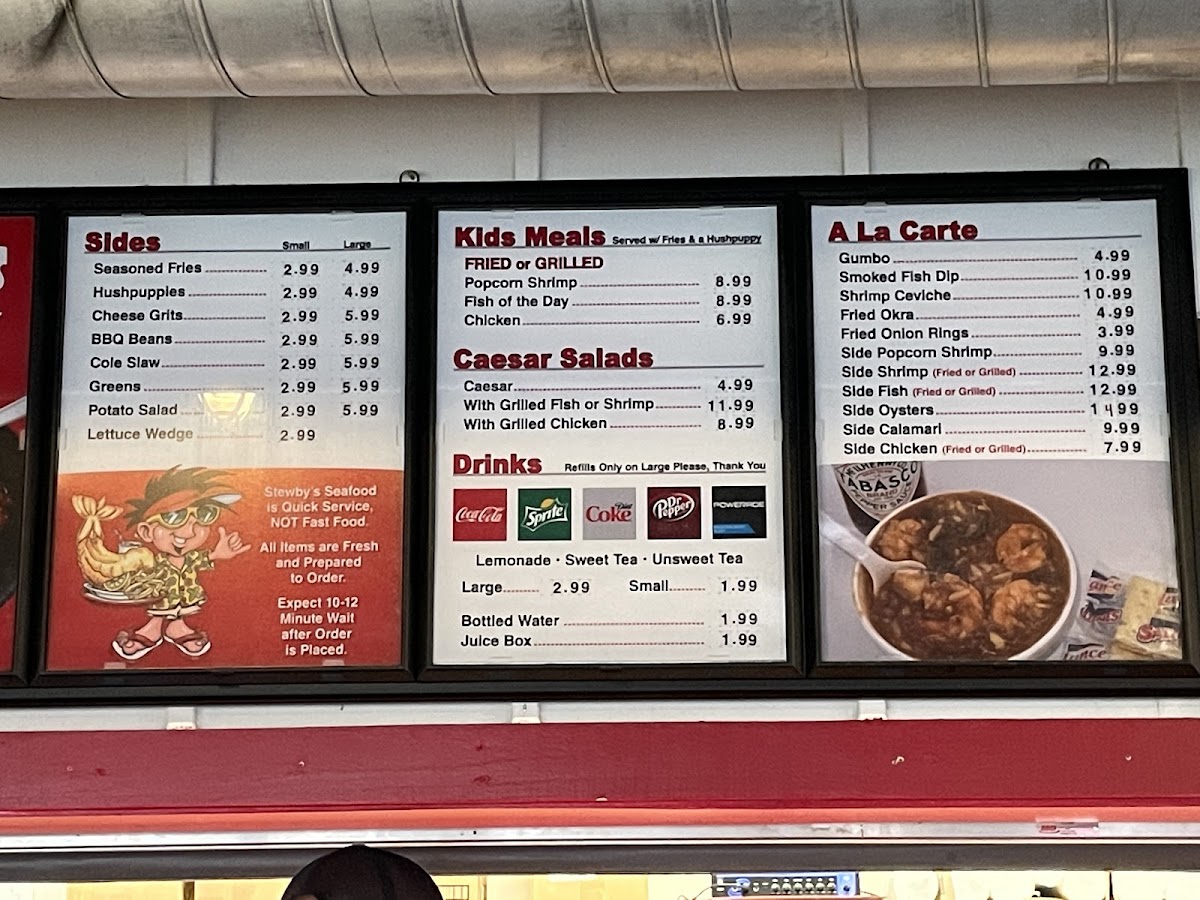 Sides Small Large
Seasoned Fries 2.99 4.99
Hushpuppies 2.99 4.99
Cheese Grits 2.99 5.99
BBQ Beans 2.99 5.99
Cole Slaw 2.99 5.99
Greens 2.99 5.99
Potato Salad 2.99 5.99
Lettuce Wedge 2.99
Stewby's Seafood
is Quick Service,
NOT Fast Food.
All Items are Fresh
and Prepared
to Order.
Expect 10-12
Minute Wait
after Order
is Placed.
Kids Meals Served w/ Fries & a Hushpuppy
FRIED or GRILLED
Popcorn Shrimp 8.99
Fish of the Day 8.99
Chicken 6.99
Caesar Salads
Caesar 4.99
With Grilled Fish or Shrimp 11.99
With Grilled Chicken 8.99
Drinks Refills Only on Large Please, Thank You
Coca-Cola Sprite Diet Coke Dr Pepper POWERADE
Lemonade · Sweet Tea · Unsweet Tea
Large 2.99 Small 1.99
Bottled Water 1.99
Juice Box 1.99
A La Carte
Gumbo 4.99
Smoked Fish Dip 10.99
Shrimp Ceviche 10.99
Fried Okra 4.99
Fried Onion Rings 3.99
Side Popcorn Shrimp 9.99
Side Shrimp (Fried or Grilled) 12.99
Side Fish (Fried or Grilled) 12.99
Side Oysters 14.99
Side Calamari 9.99
Side Chicken (Fried or Grilled) 7.99